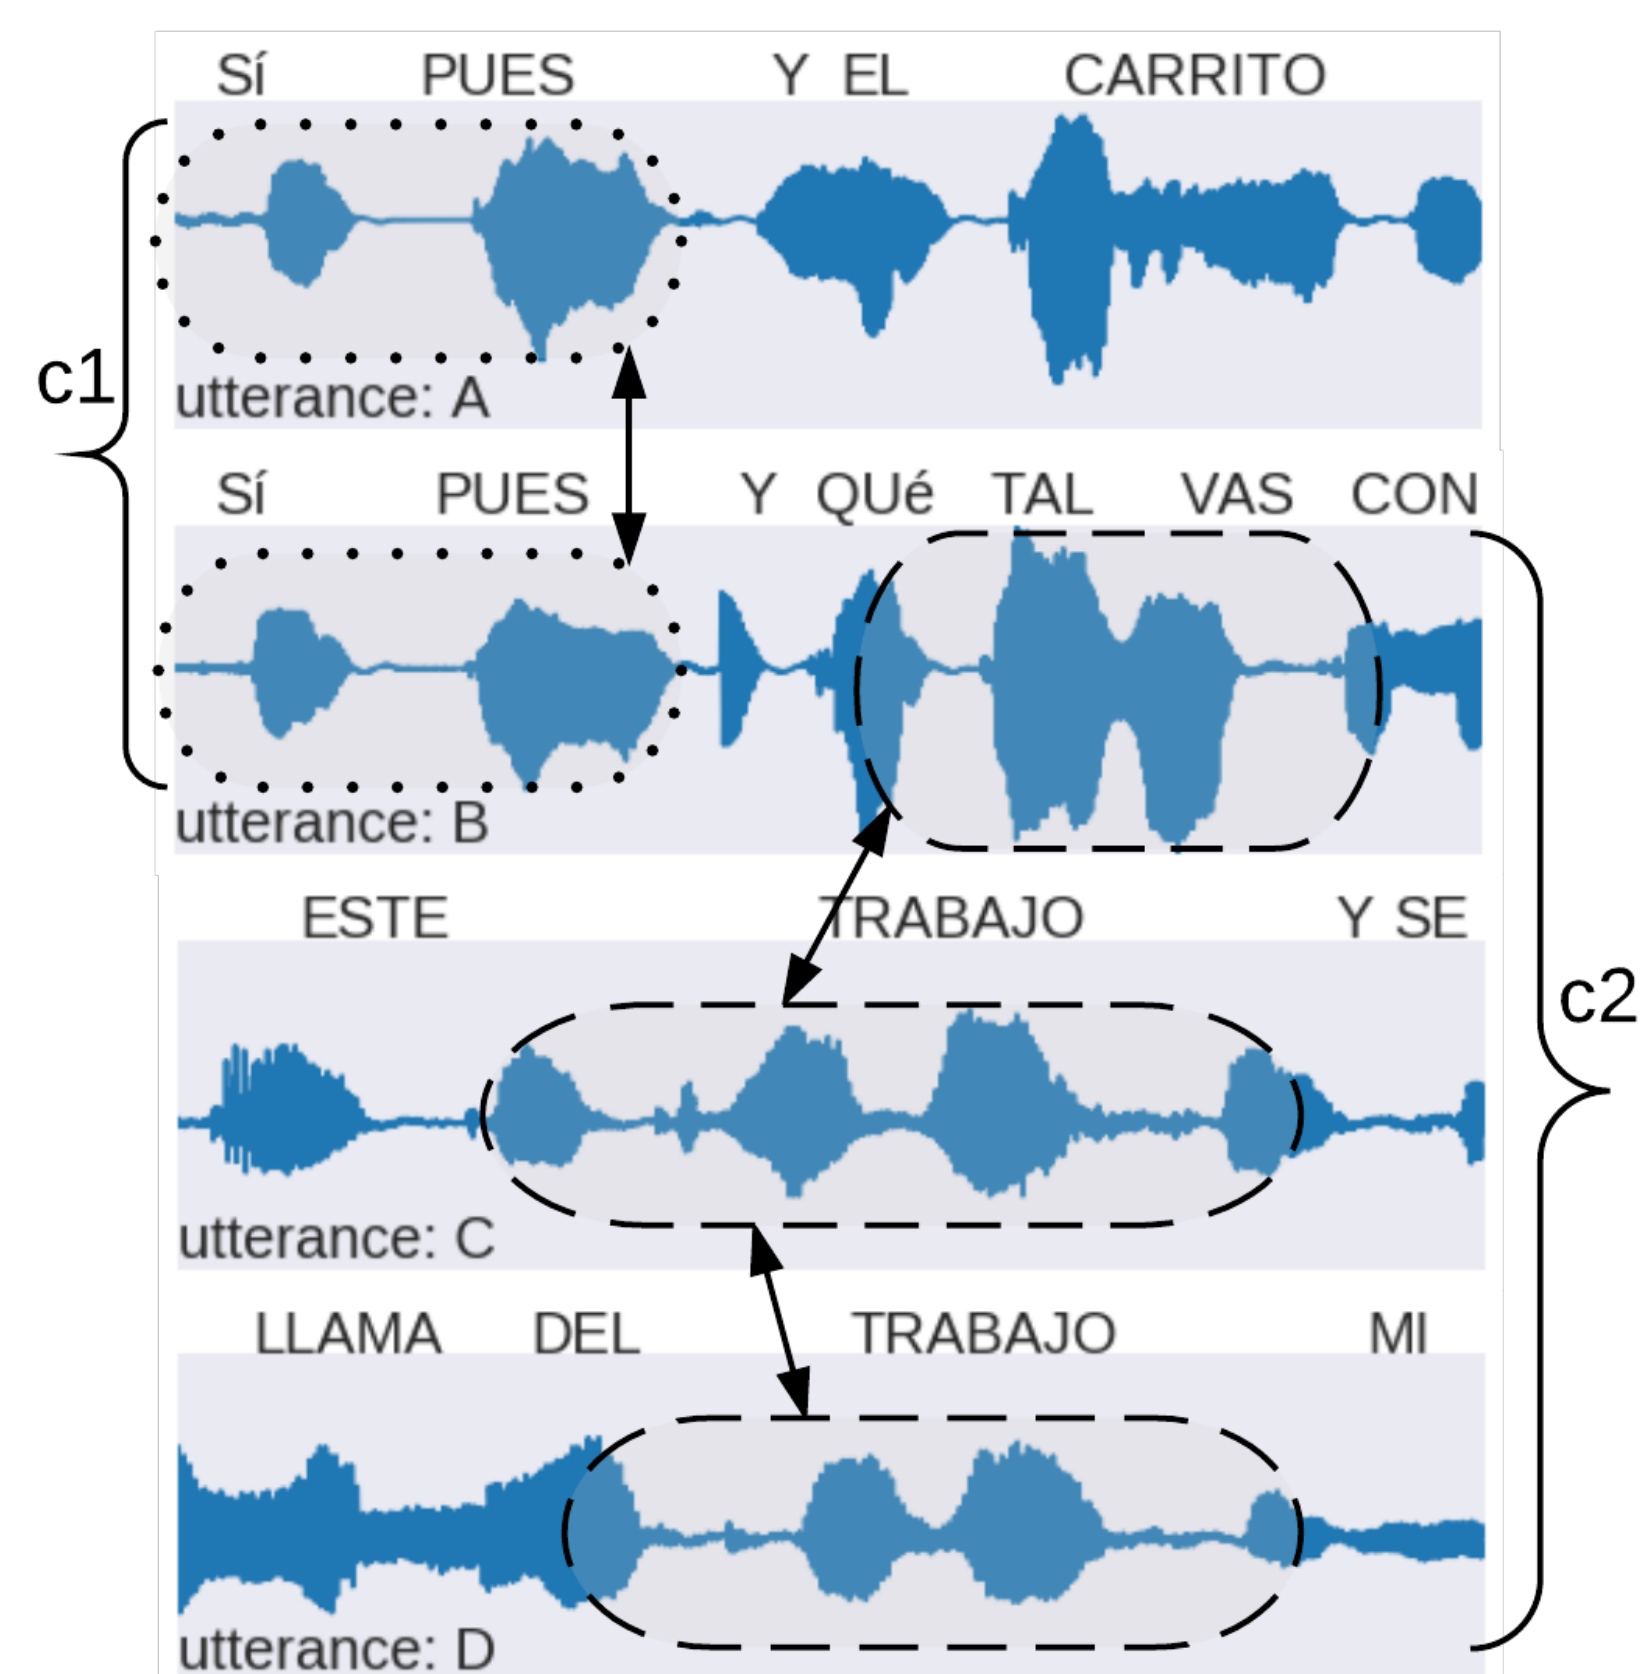 Sí PUES Y EL CARRITO
c1
utterance: A
Sí PUES Y QUé TAL VAS CON
utterance: B
ESTE TRABAJO Y SE
c2
utterance: C
LLAMA DEL TRABAJO MI
utterance: D